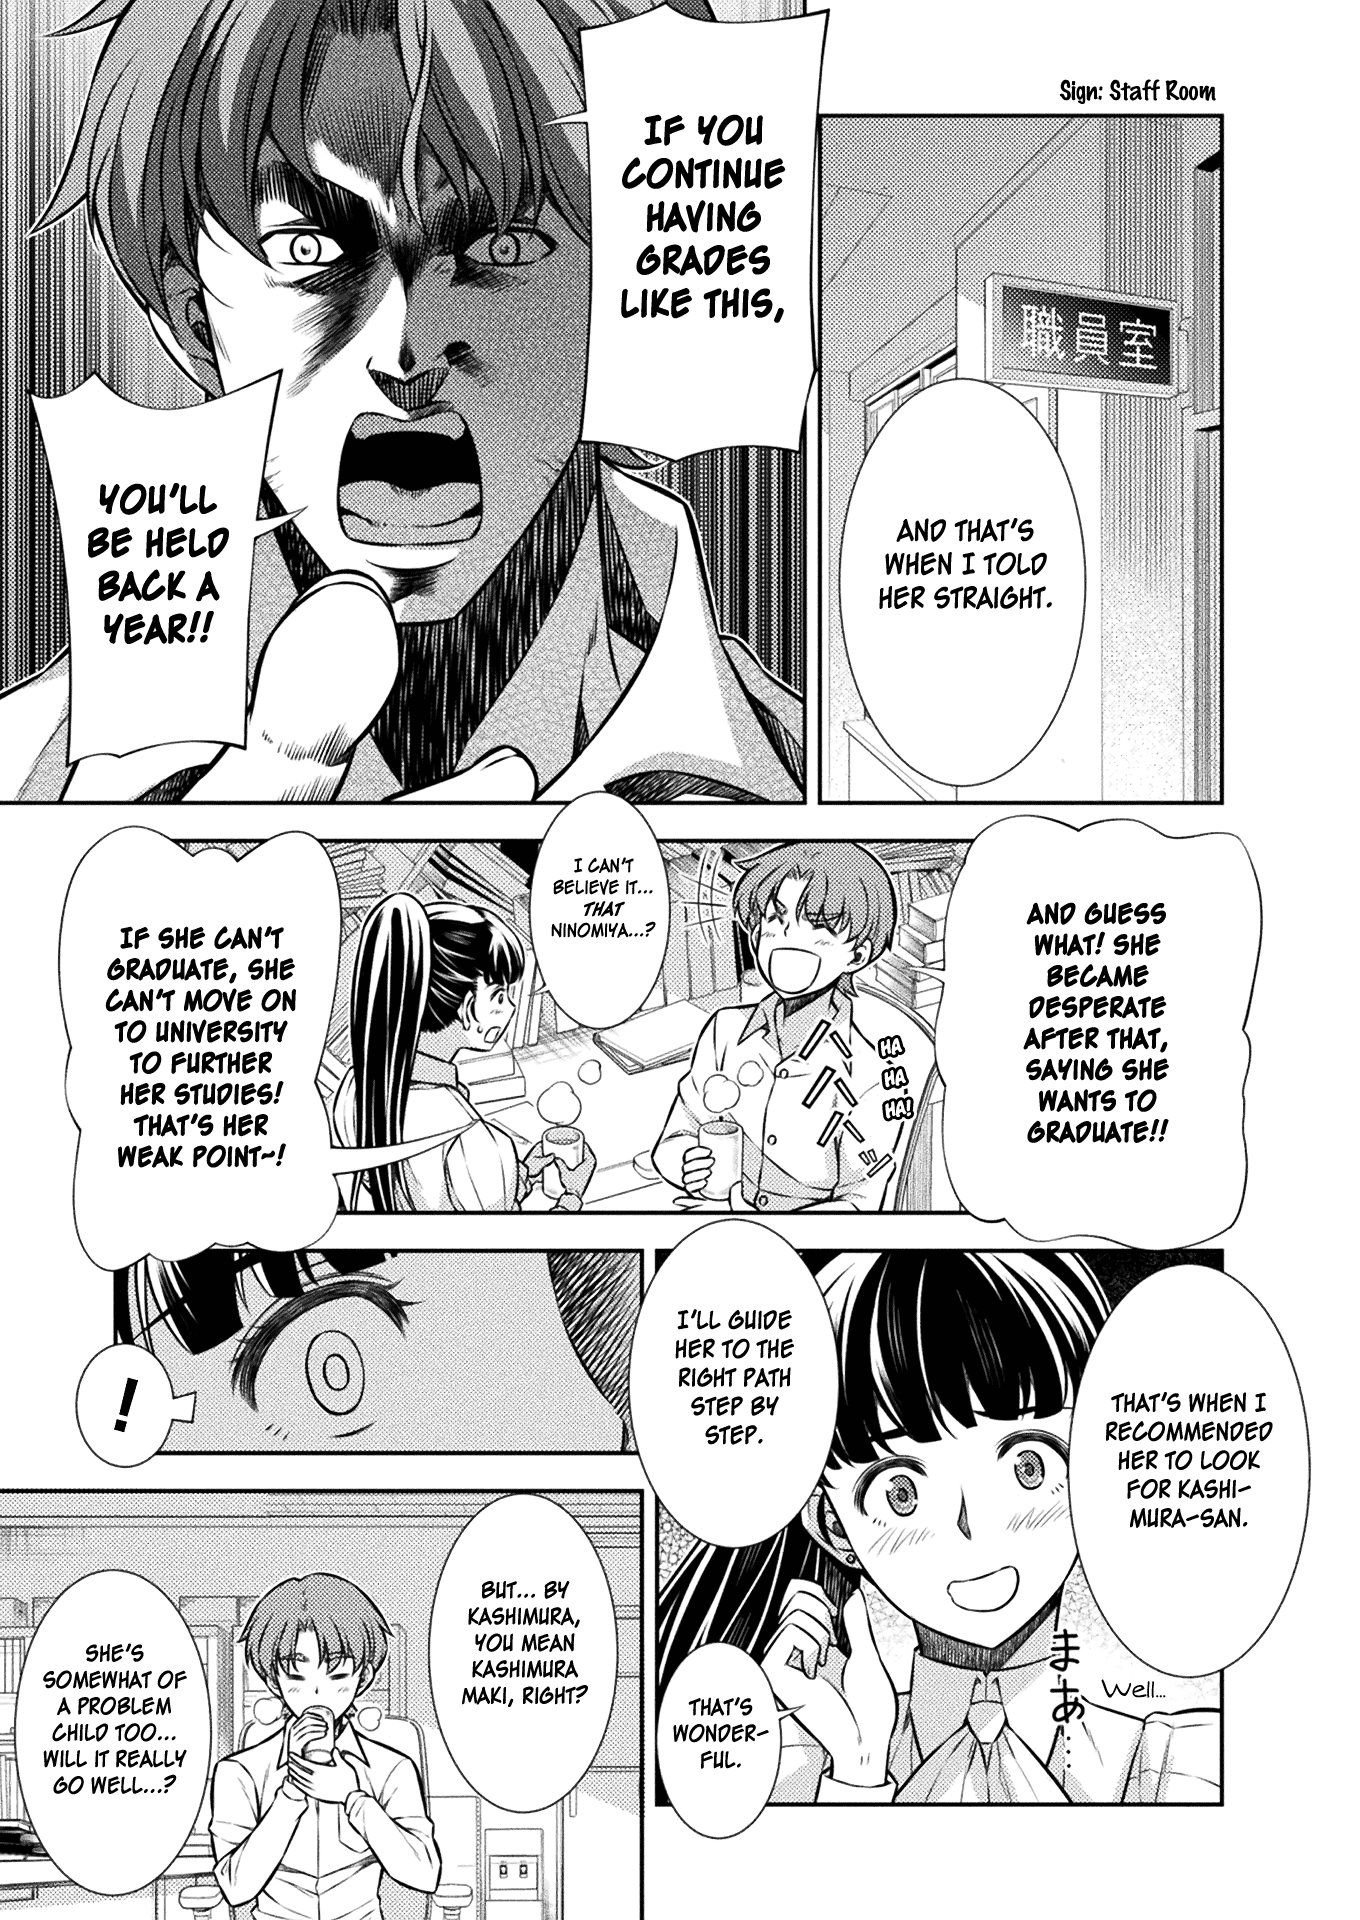 Sign: Staff Room
職員室
AND THAT'S
WHEN I TOLD
HER STRAIGHT.
IF YOU
CONTINUE
HAVING
GRADES
LIKE THIS,
YOU'LL
BE HELD
BACK A
YEAR!!
AND GUESS
WHAT! SHE
BECAME
DESPERATE
AFTER THAT,
SAYING SHE
WANTS TO
GRADUATE!!
HA
HA
HA!
I CAN'T
BELIEVE IT...
THAT
NINOMIYA...?
IF SHE CAN'T
GRADUATE, SHE
CAN'T MOVE ON
TO UNIVERSITY
TO FURTHER
HER STUDIES!
THAT'S HER
WEAK POINT~!
!
THAT'S WHEN I
RECOMMENDED
HER TO LOOK
FOR KASHI-
MURA-SAN.
I'LL GUIDE
HER TO THE
RIGHT PATH
STEP BY
STEP.
まあ……
Well...
THAT'S
WONDER-
FUL.
BUT... BY
KASHIMURA,
YOU MEAN
KASHIMURA
MAKI, RIGHT?
SHE'S
SOMEWHAT OF
A PROBLEM
CHILD TOO...
WILL IT REALLY
GO WELL...?